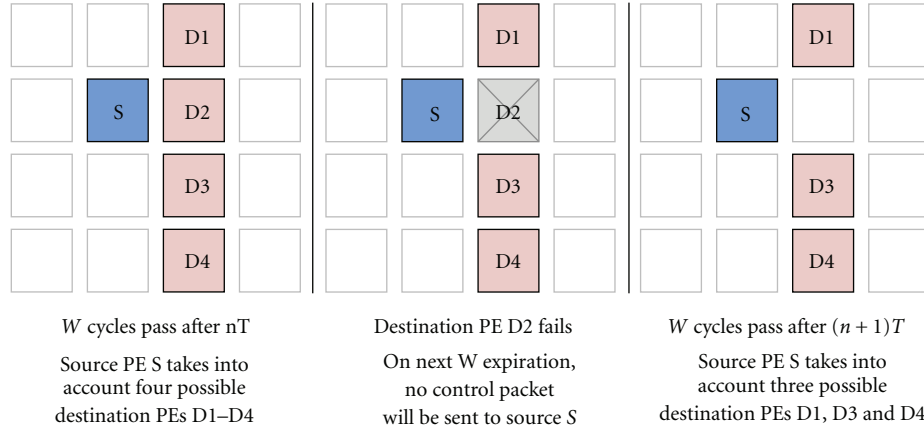 D1
S
D2
D3
D4
W cycles pass after nT
Source PE S takes into
account four possible
destination PEs D1–D4
D1
S
D2
D3
D4
Destination PE D2 fails
On next W expiration,
no control packet
will be sent to source S
D1
S
D3
D4
W cycles pass after (n + 1)T
Source PE S takes into
account three possible
destination PEs D1, D3 and D4